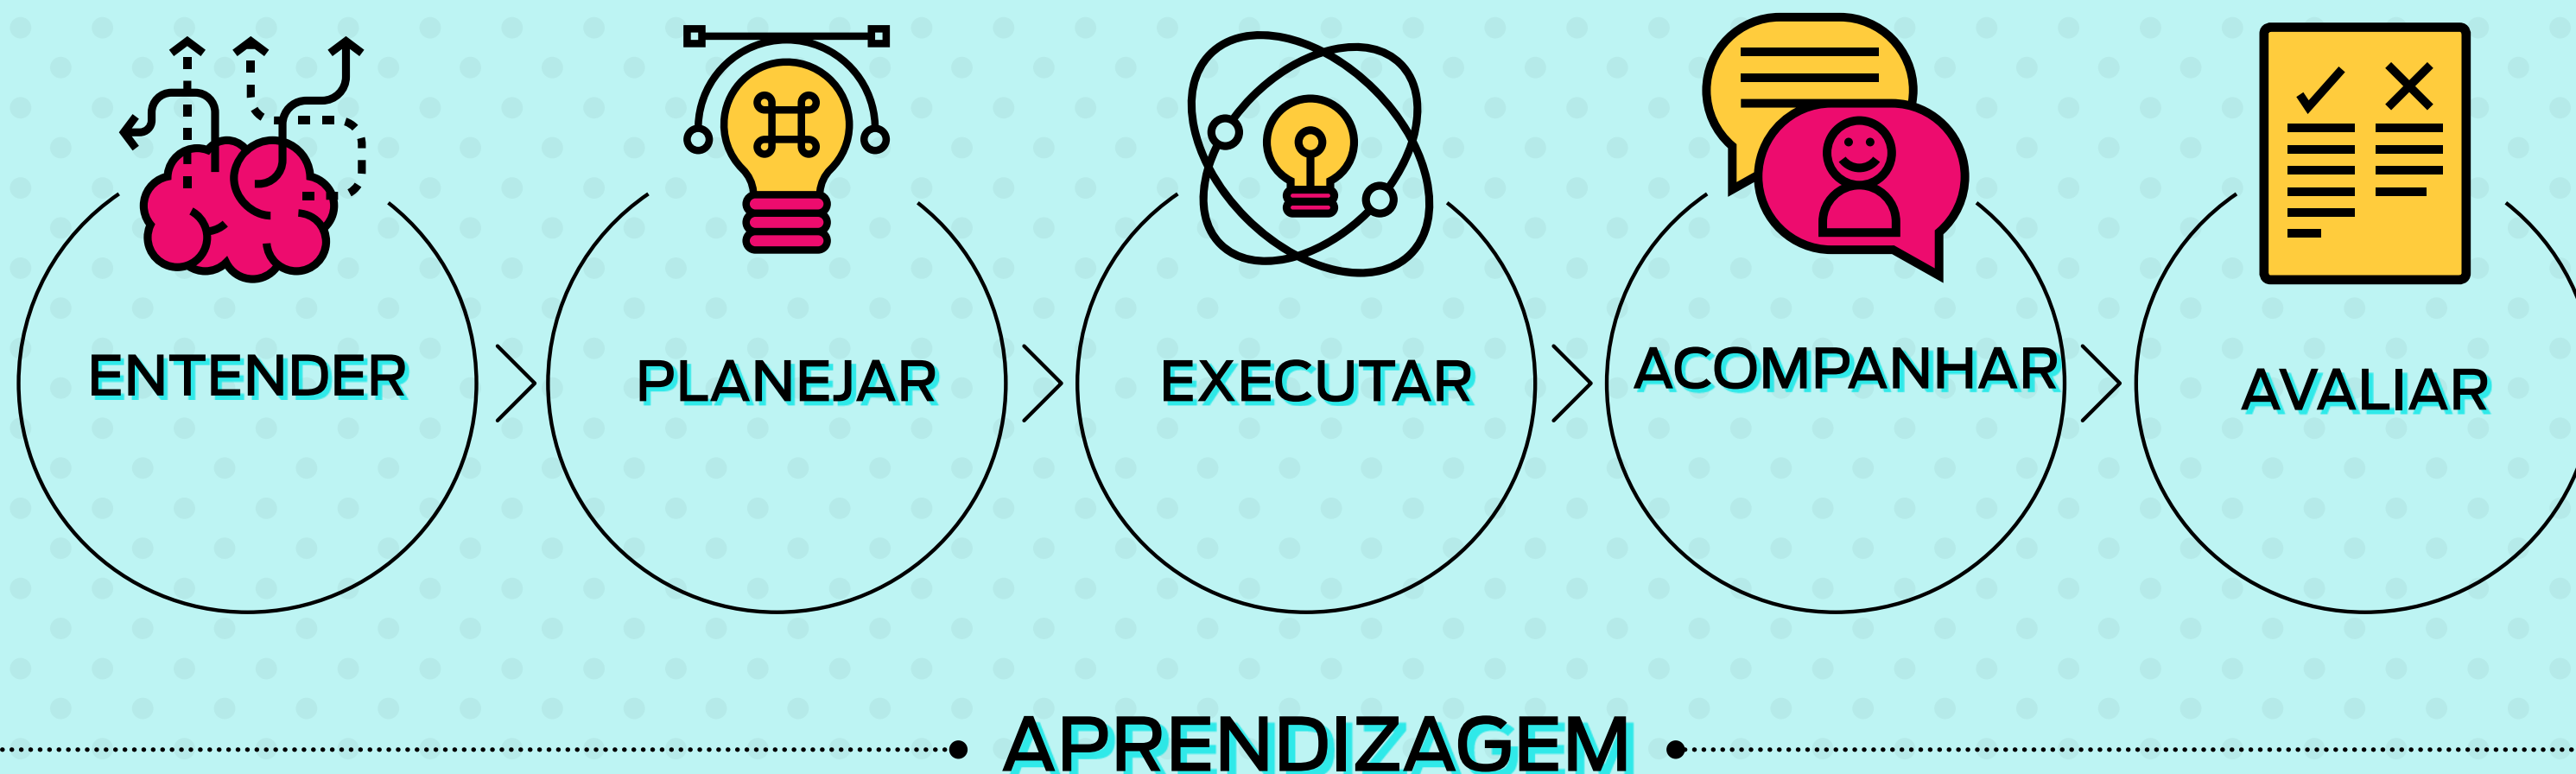 ENTENDER
PLANEJAR
EXECUTAR
ACOMPANHAR
AVALIAR
APRENDIZAGEM